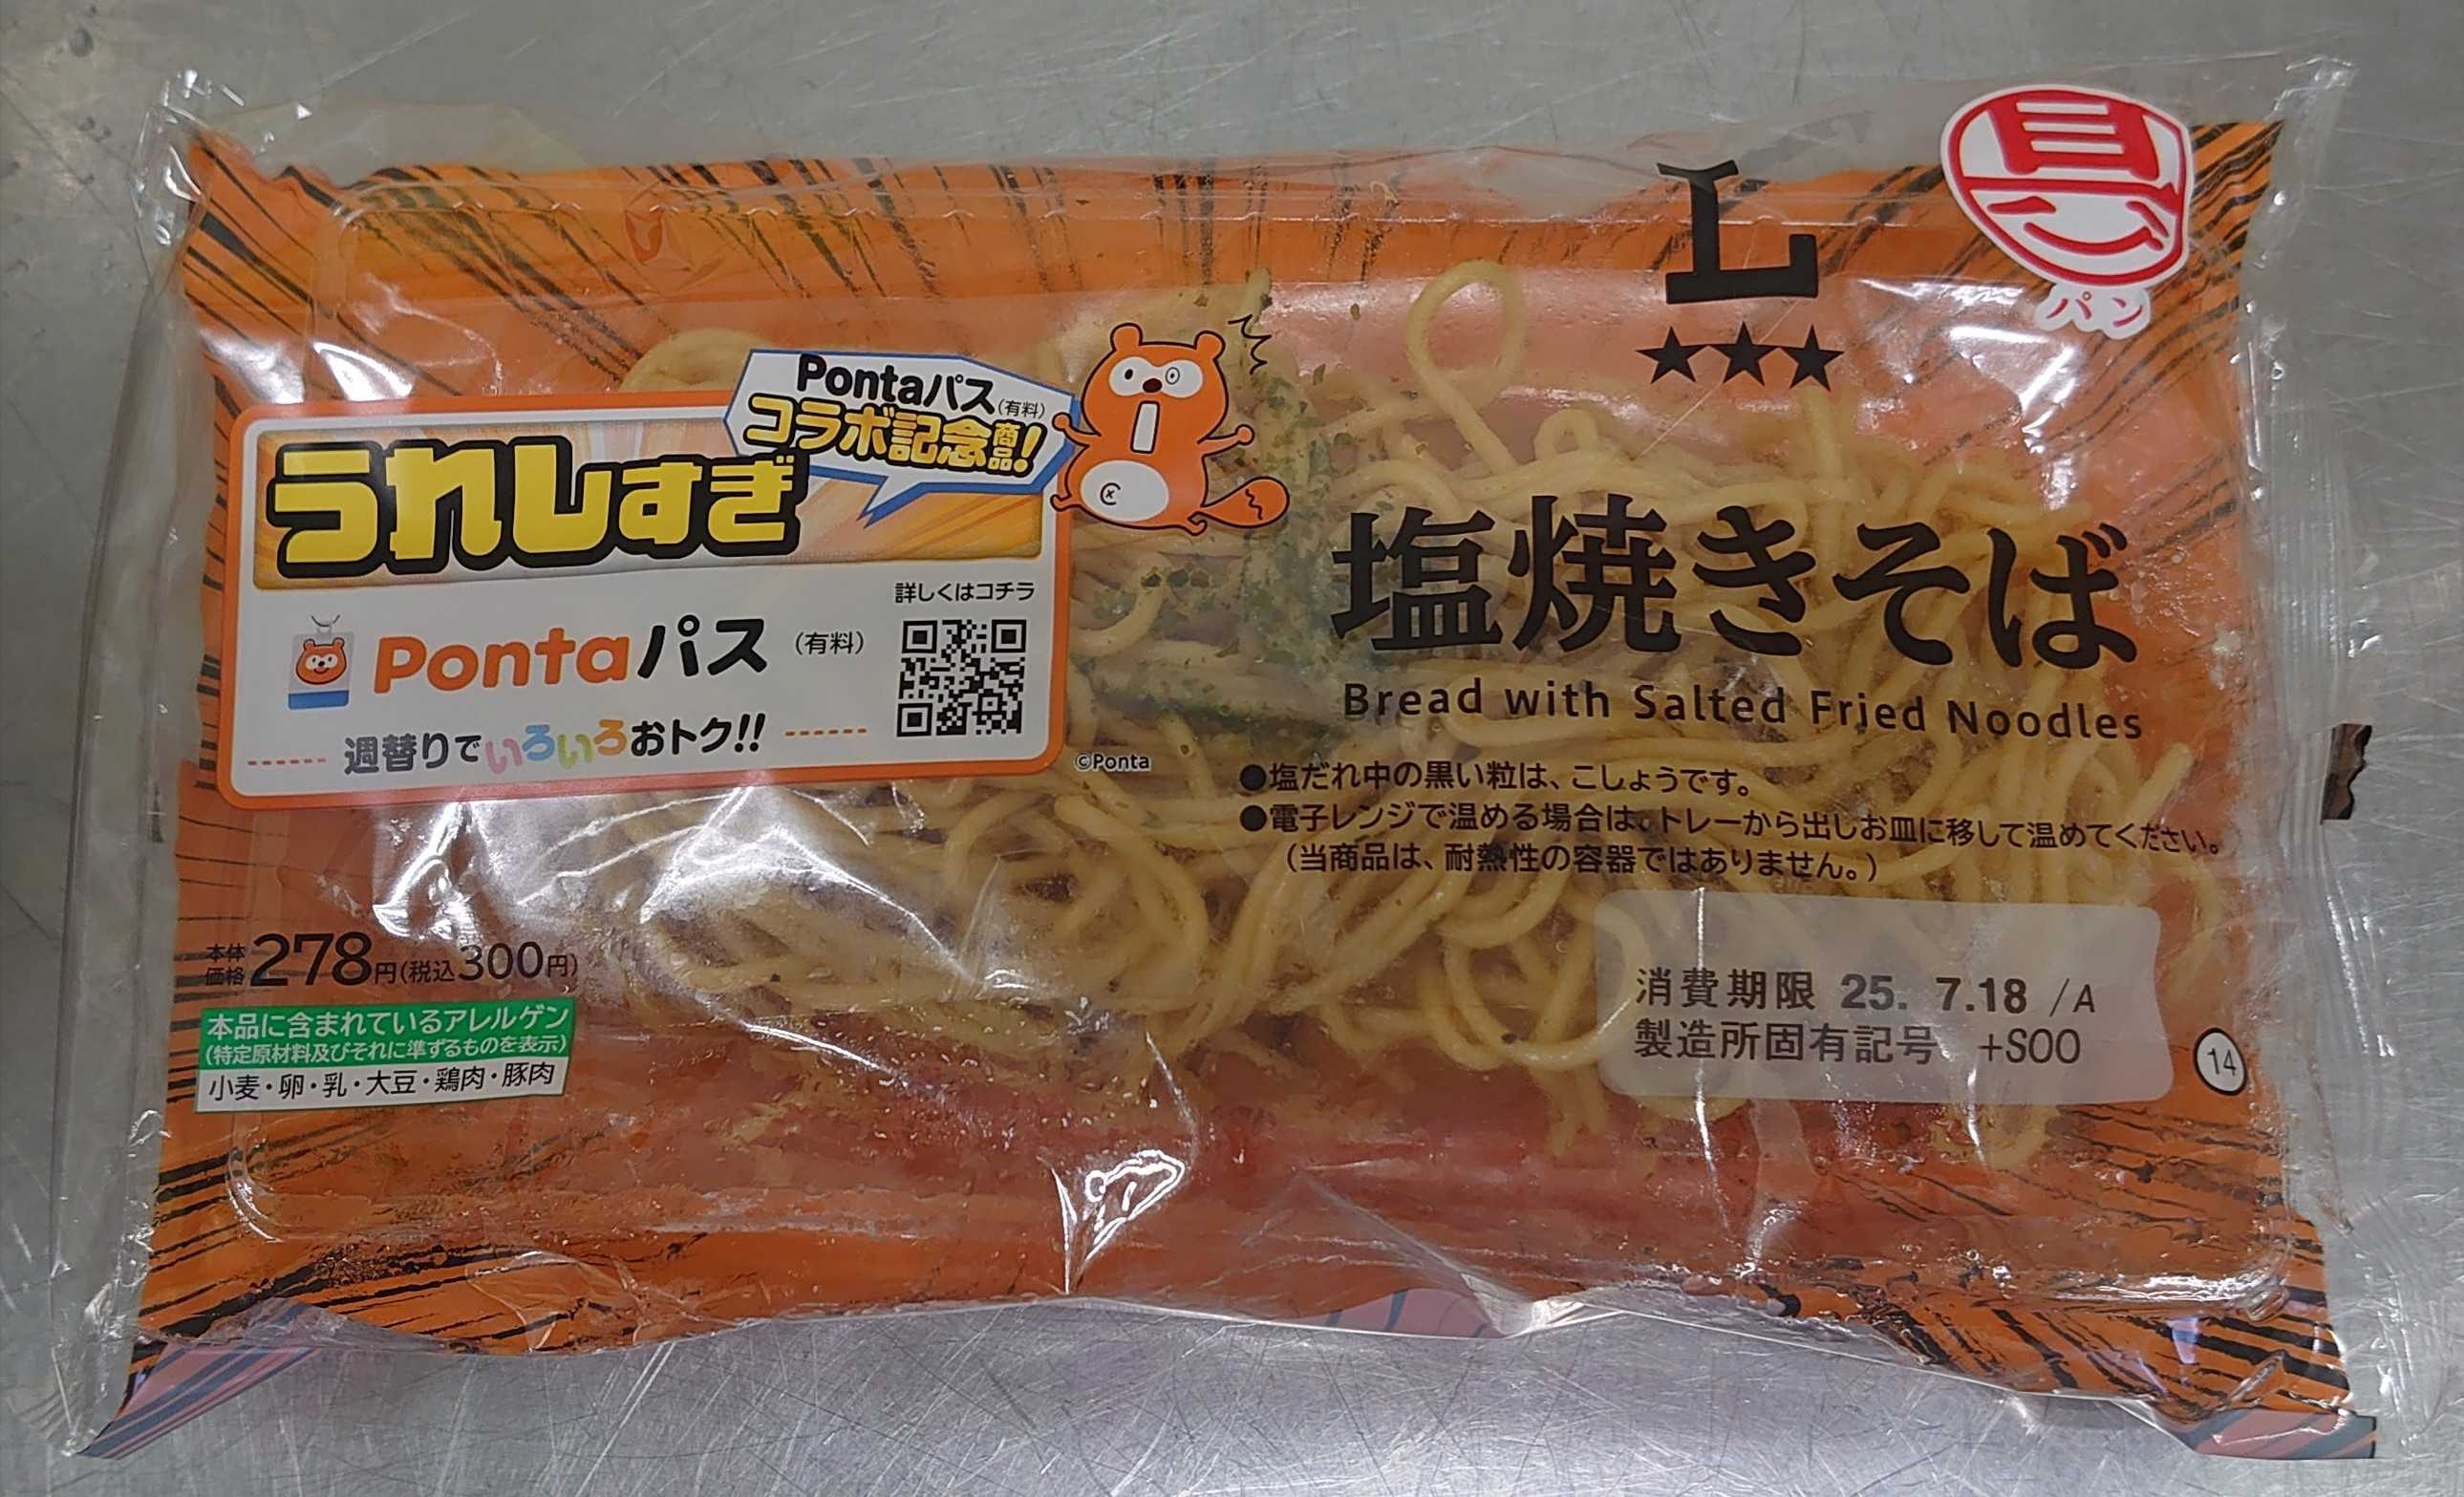 具
パン
L
Pontaパス(有料)
コラボ記念商品!
うれしすぎ
詳しくはコチラ
Pontaパス (有料)
週替りでいろいろおトク!!
©Ponta
塩焼きそば
Bread with Salted Fried Noodles
●塩だれ中の黒い粒は、こしょうです。
●電子レンジで温める場合は、トレーから出しお皿に移して温めてください。
(当商品は、耐熱性の容器ではありません。)
本体価格278円(税込300円)
本品に含まれているアレルゲン
(特定原材料及びそれに準ずるものを表示)
小麦・卵・乳・大豆・鶏肉・豚肉
消費期限 25. 7.18 /A
製造所固有記号 +SOO
14